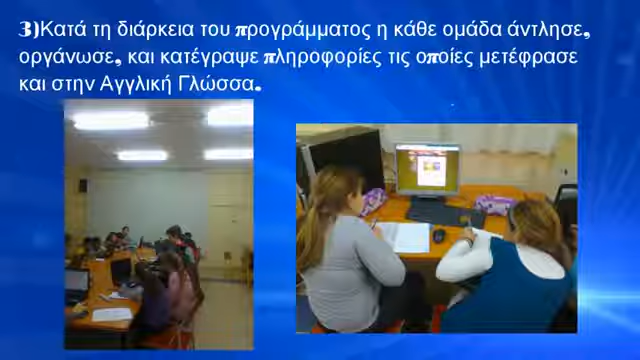 3)Κατά τη διάρκεια του προγράμματος η κάθε ομάδα άντλησε,
οργάνωσε, και κατέγραψε πληροφορίες τις οποίες μετέφρασε
και στην Αγγλική Γλώσσα.